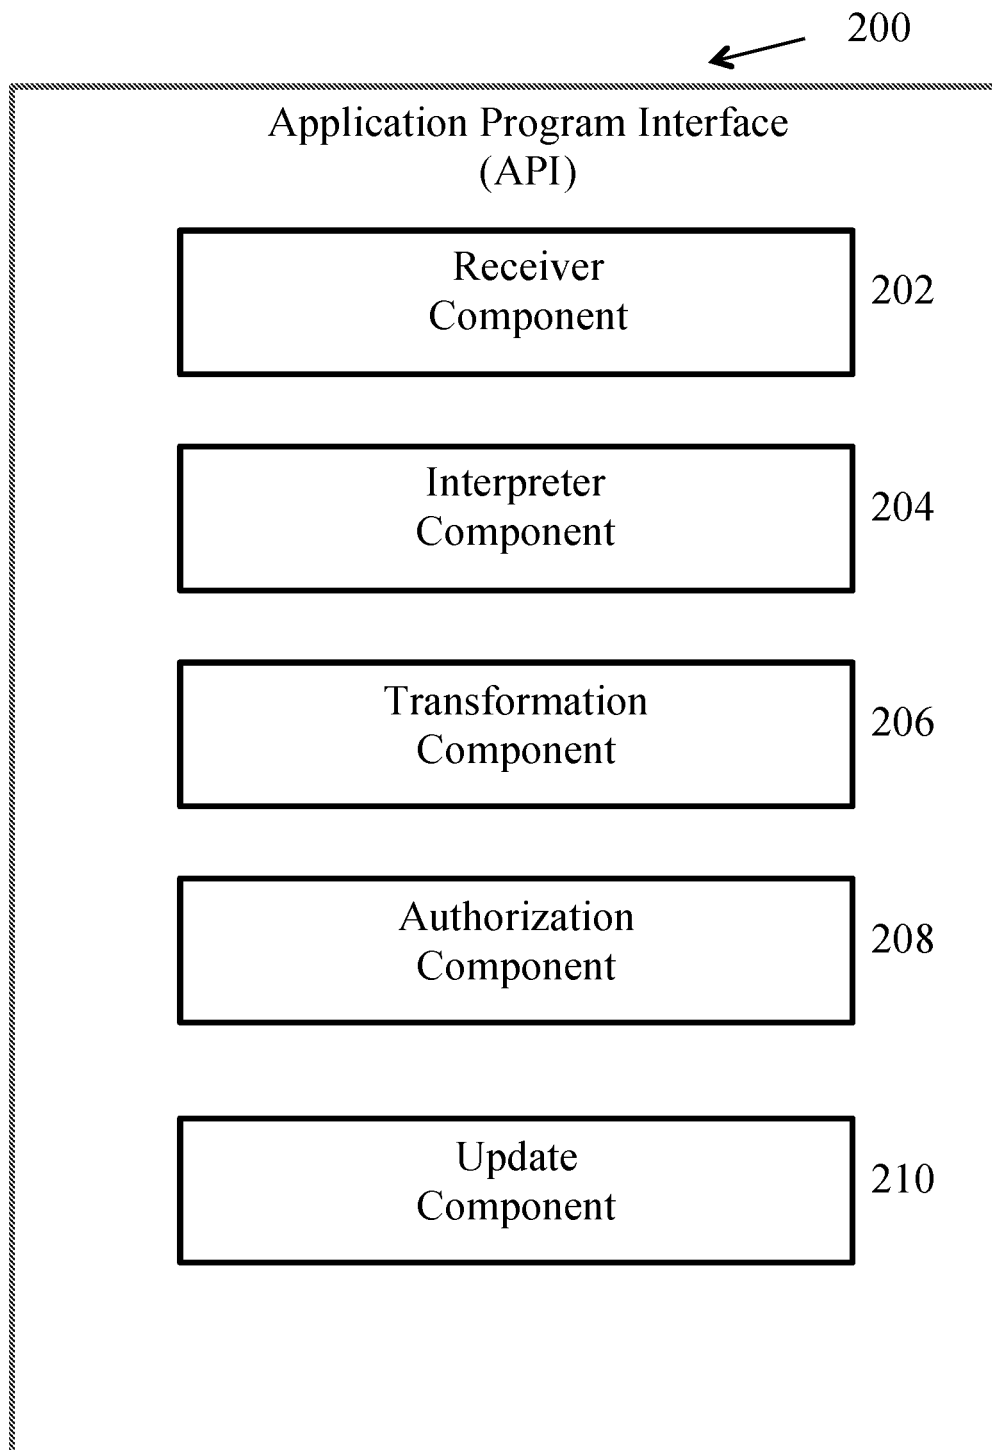 200
Application Program Interface
(API)
Receiver
Component
202
Interpreter
Component
204
Transformation
Component
206
Authorization
Component
208
Update
Component
210